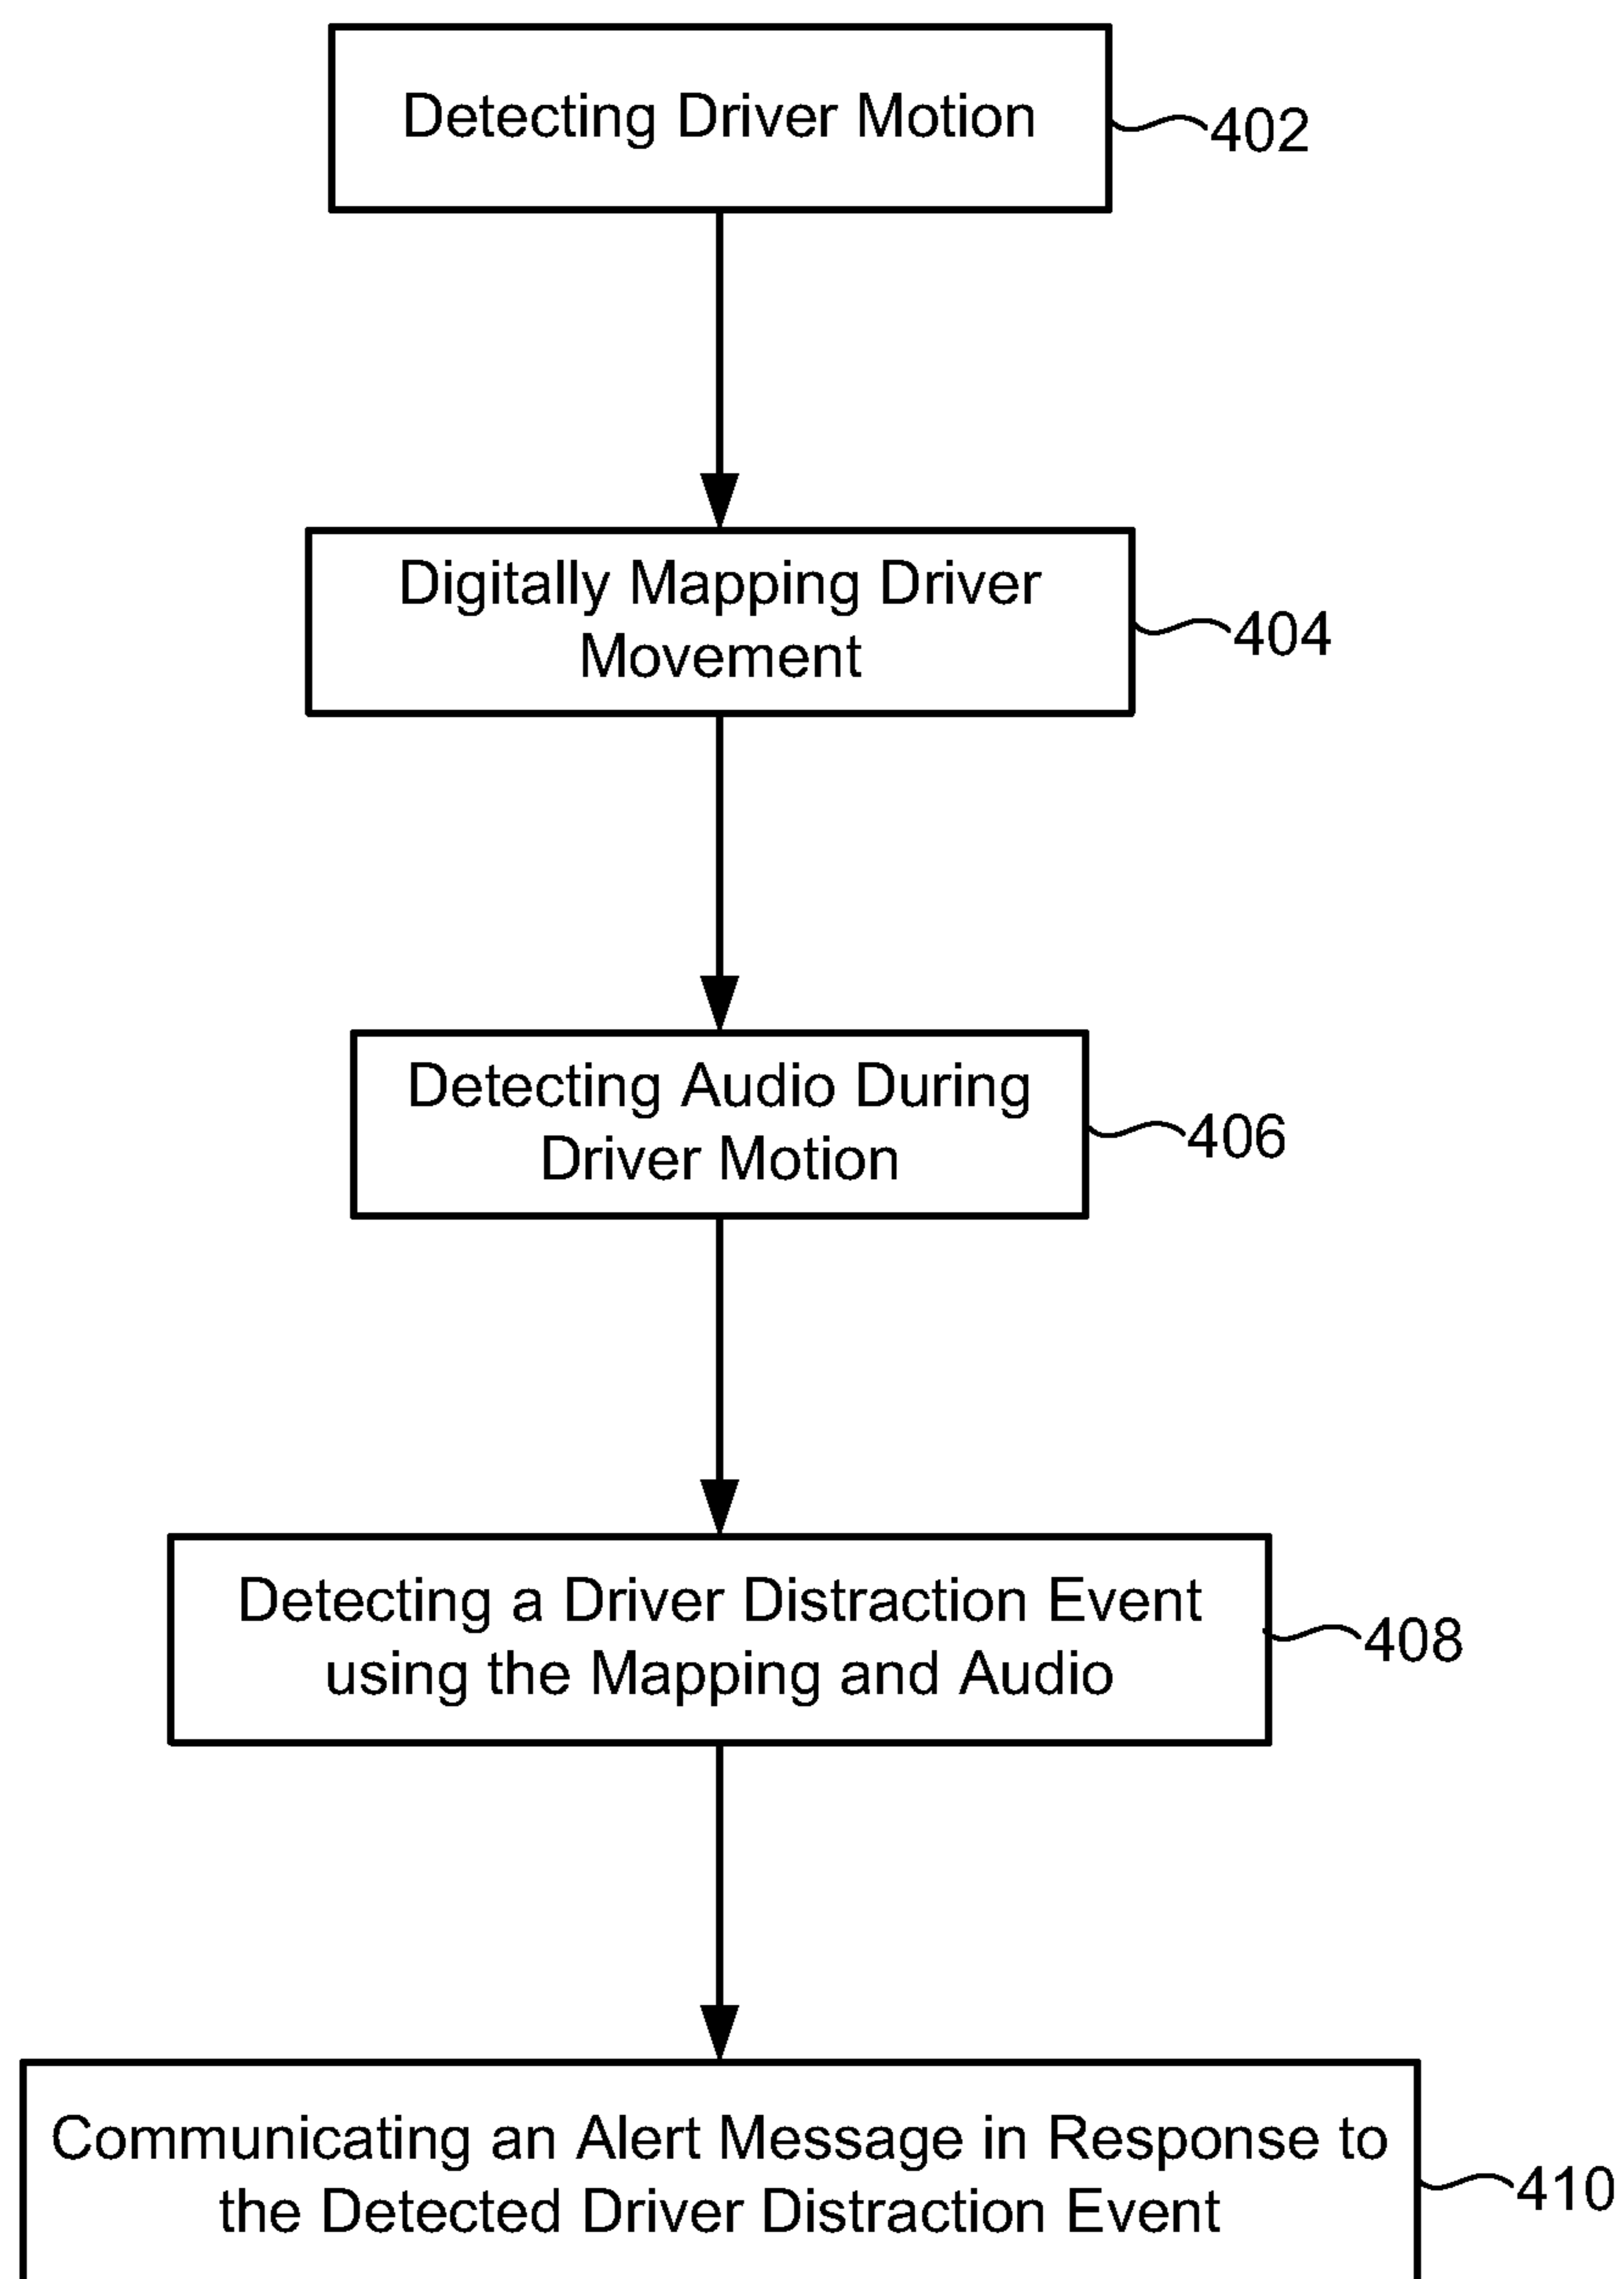 Detecting Driver Motion
402
Digitally Mapping Driver
Movement
404
Detecting Audio During
Driver Motion
406
Detecting a Driver Distraction Event
using the Mapping and Audio
408
Communicating an Alert Message in Response to
the Detected Driver Distraction Event
410